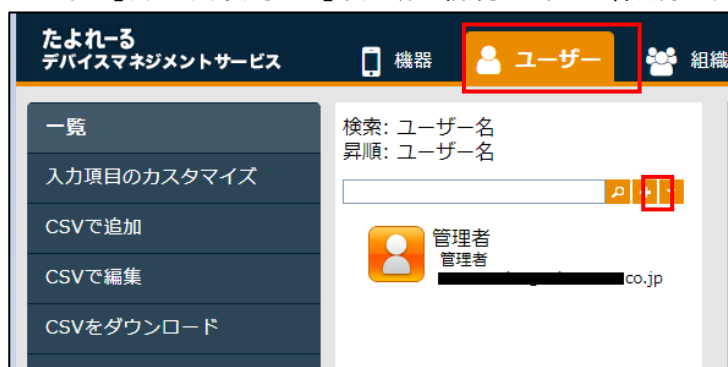 たよれーる
デバイスマネジメントサービス
機器
ユーザー
組織
一覧
入力項目のカスタマイズ
CSVで追加
CSVで編集
CSVをダウンロード
検索: ユーザー名
昇順: ユーザー名
管理者
管理者
co.jp